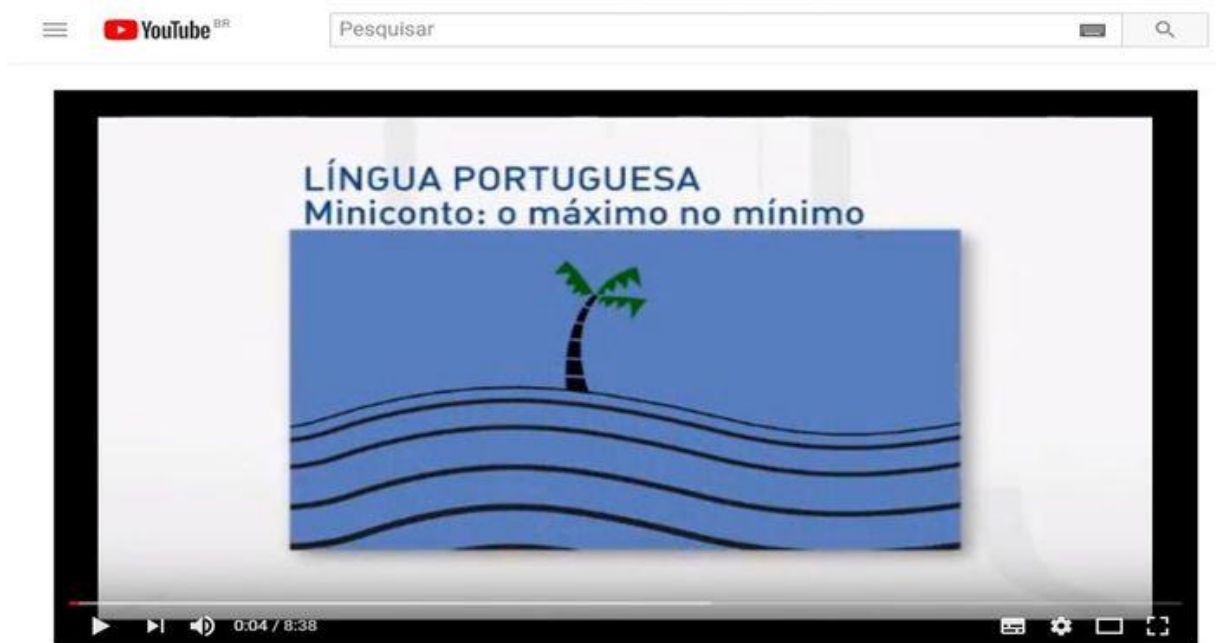 YouTube BR
Pesquisar
LÍNGUA PORTUGUESA
Miniconto: o máximo no mínimo
0:04 / 8:38